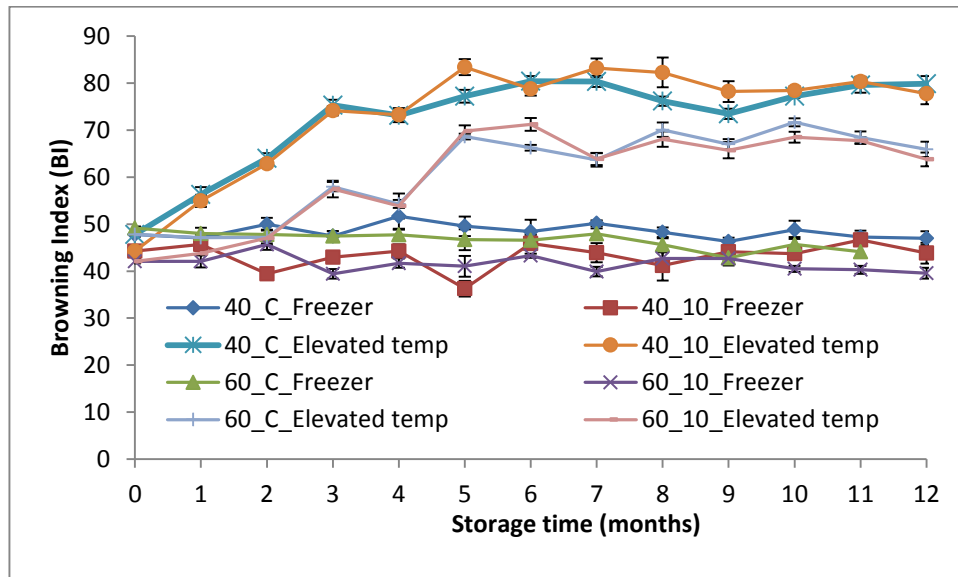 90
80
70
60
50
40
30
20
10
0
Browning Index (BI)
40_C_Freezer
40_10_Freezer
40_C_Elevated temp
40_10_Elevated temp
60_C_Freezer
60_10_Freezer
60_C_Elevated temp
60_10_Elevated temp
0 1 2 3 4 5 6 7 8 9 10 11 12
Storage time (months)